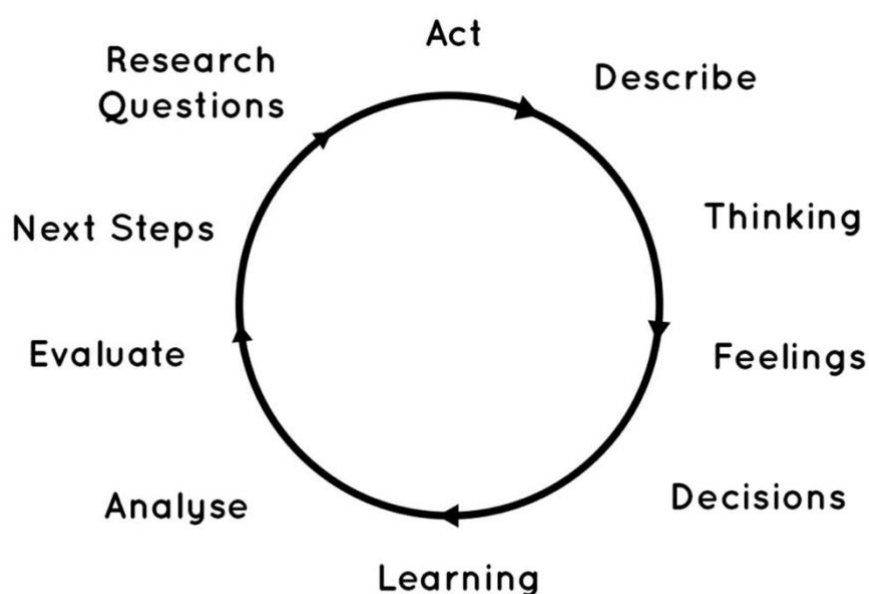 Act
Describe
Thinking
Feelings
Decisions
Learning
Analyse
Evaluate
Next Steps
Research
Questions